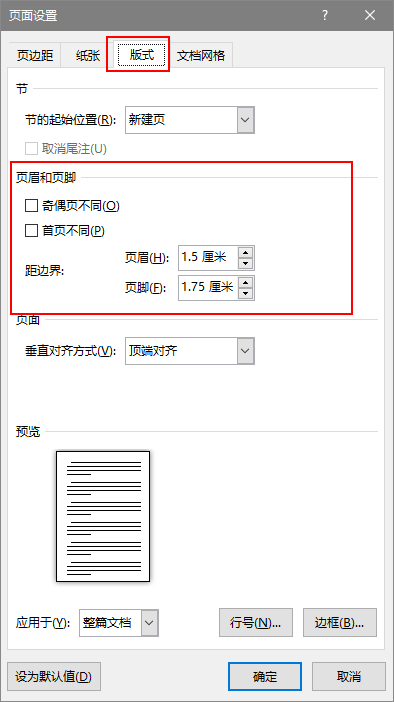 页面设置 ? ×
页边距 纸张 版式 文档网格
节
节的起始位置(R): 新建页
取消尾注(U)
页眉和页脚
奇偶页不同(O)
首页不同(P)
页眉(H): 1.5 厘米
距边界:
页脚(F): 1.75 厘米
页面
垂直对齐方式(V): 顶端对齐
预览
应用于(Y): 整篇文档 行号(N)... 边框(B)...
设为默认值(D) 确定 取消